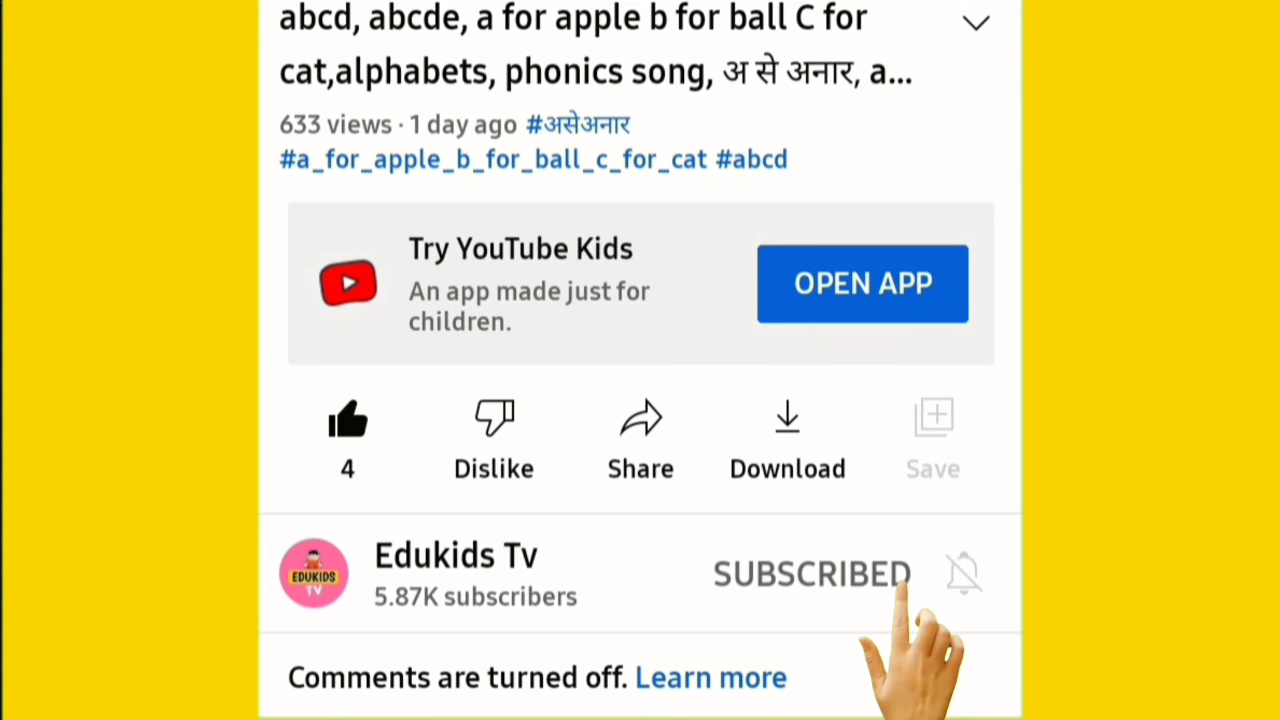 abcd, abcde, a for apple b for ball C for
cat,alphabets, phonics song, अ से अनार, a...
633 views · 1 day ago #असेअनार
#a_for_apple_b_for_ball_c_for_cat #abcd
Try YouTube Kids
An app made just for
children.
OPEN APP
4
Dislike
Share
Download
Save
EDUKIDS
TV
Edukids Tv
5.87K subscribers
SUBSCRIBED
Comments are turned off. Learn more